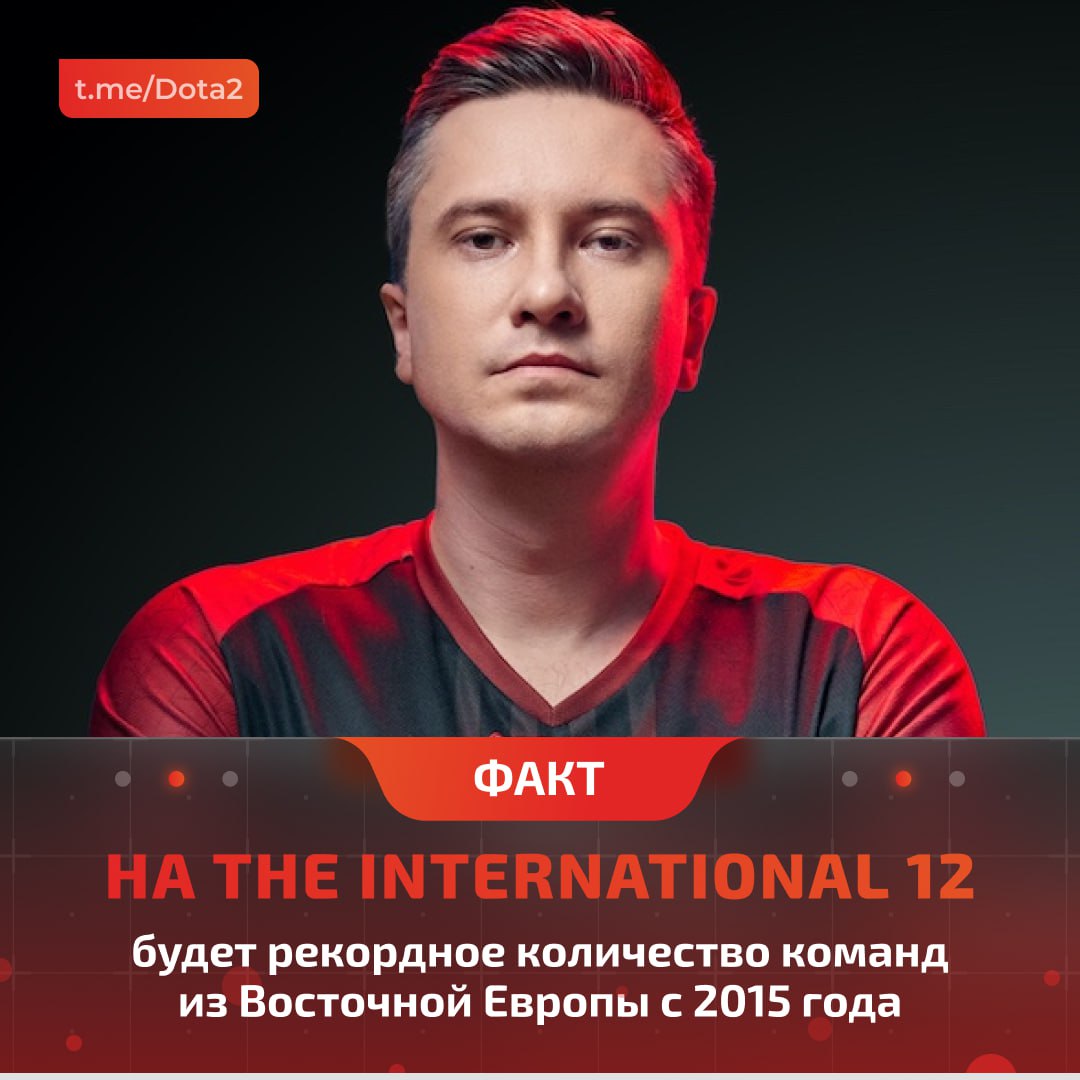 t.me/Dota2
ФАКТ
НА THE INTERNATIONAL 12
будет рекордное количество команд
из Восточной Европы с 2015 года